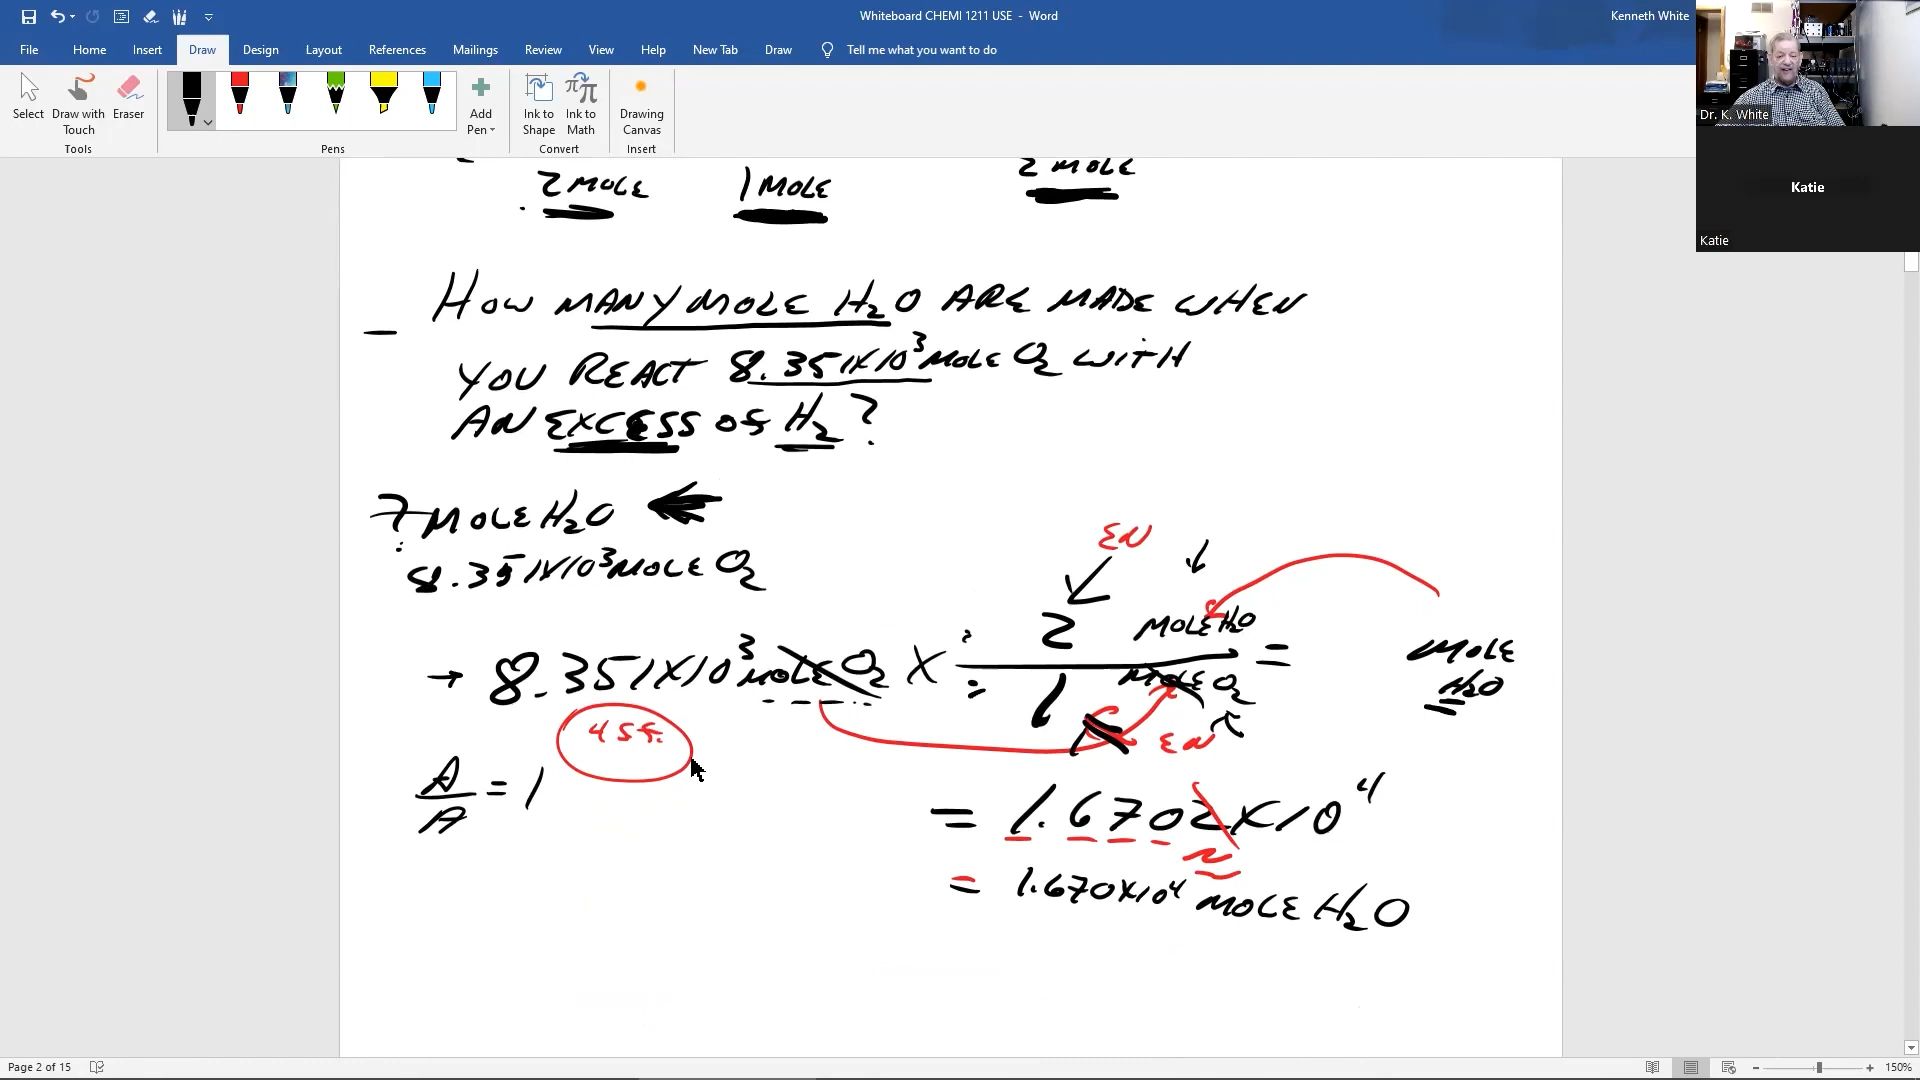 Whiteboard CHEMI 1211 USE - Word
Kenneth White
File Home Insert Draw Design Layout References Mailings Review View Help New Tab Draw Tell me what you want to do
Select Draw with Touch Eraser
Add Pen
Ink to Shape Ink to Math
Drawing Canvas
Tools Pens Convert Insert
Dr. K. White
Katie
Katie
2 MOLE 1 MOLE 2 MOLE
HOW MANY MOLE H2O ARE MADE WHEN
YOU REACT 8.351X10^3 MOLE O2 WITH
AN EXCESS OF H2?
? MOLE H2O
8.351X10^3 MOLE O2
EN
→ 8.351X10^3 MOLE O2 X 2 MOLE H2O / 1 MOLE O2 = MOLE H2O
4 SF.
EN
A/A = 1
= 1.6702X10^4
= 1.670X10^4 MOLE H2O
Page 2 of 15
150%